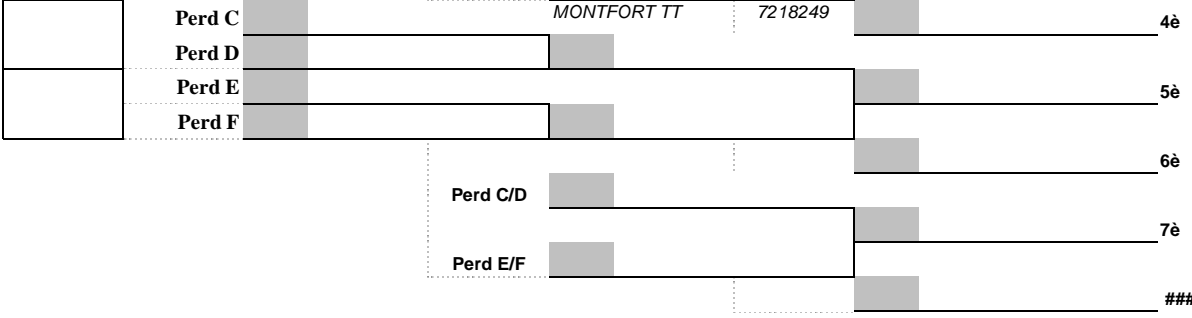 Perd C MONTFORT TT 7218249 4è
Perd D
Perd E 5è
Perd F
6è
Perd C/D
7è
Perd E/F
###